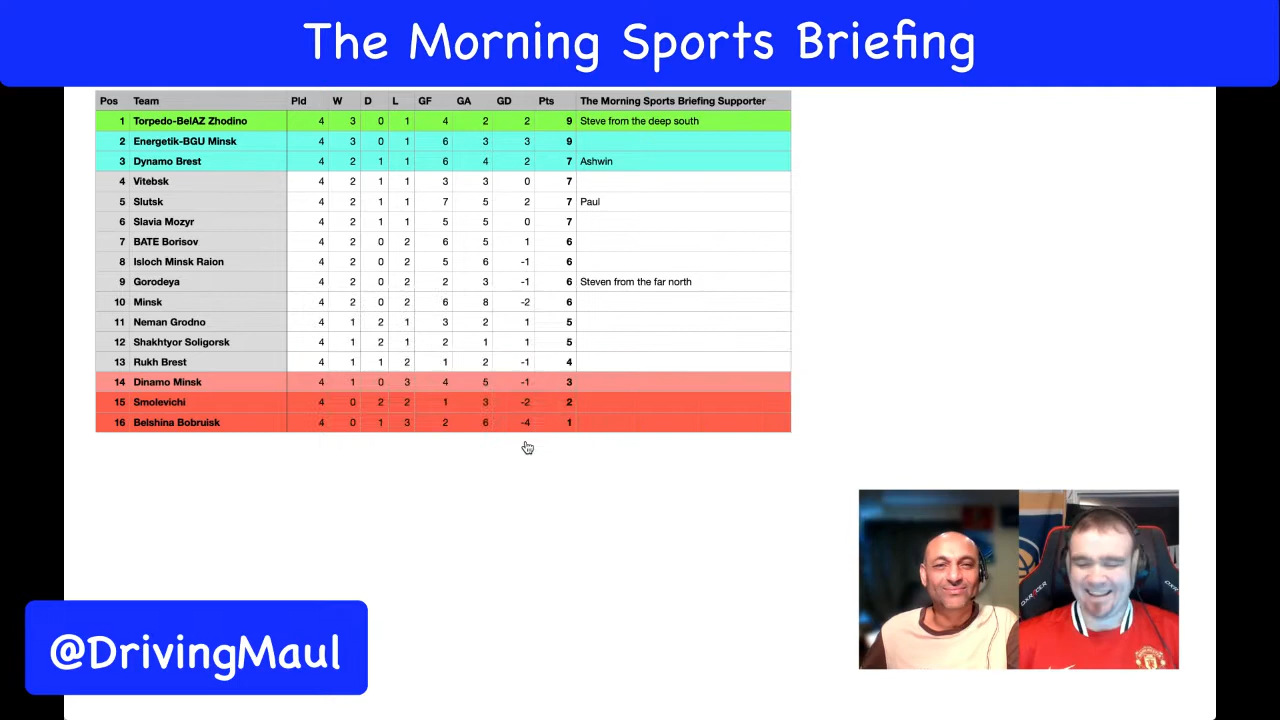 The Morning Sports Briefing
Pos Team Pld W D L GF GA GD Pts The Morning Sports Briefing Supporter
1 Torpedo-BelAZ Zhodino 4 3 0 1 4 2 2 9 Steve from the deep south
2 Energetik-BGU Minsk 4 3 0 1 6 3 3 9
3 Dynamo Brest 4 2 1 1 6 4 2 7 Ashwin
4 Vitebsk 4 2 1 1 3 3 0 7
5 Slutsk 4 2 1 1 7 5 2 7 Paul
6 Slavia Mozyr 4 2 1 1 5 5 0 7
7 BATE Borisov 4 2 0 2 6 5 1 6
8 Isloch Minsk Raion 4 2 0 2 5 6 -1 6
9 Gorodeya 4 2 0 2 2 3 -1 6 Steven from the far north
10 Minsk 4 2 0 2 6 8 -2 6
11 Neman Grodno 4 1 2 1 3 2 1 5
12 Shakhtyor Soligorsk 4 1 2 1 2 1 1 5
13 Rukh Brest 4 1 1 2 1 2 -1 4
14 Dinamo Minsk 4 1 0 3 4 5 -1 3
15 Smolevichi 4 0 2 2 1 3 -2 2
16 Belshina Bobruisk 4 0 1 3 2 6 -4 1
DXRACER
@DrivingMaul